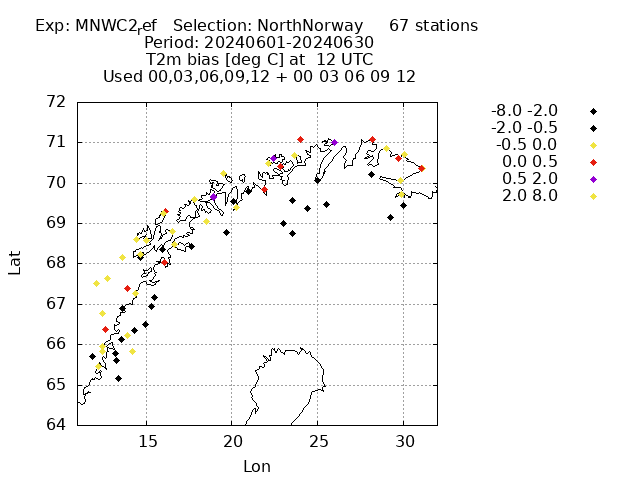 Exp: MNWC2ref Selection: NorthNorway 67 stations
Period: 20240601-20240630
T2m bias [deg C] at 12 UTC
Used 00,03,06,09,12 + 00 03 06 09 12
72
71
70
69
68
67
66
65
64
Lat
15 20 25 30
Lon
-8.0 -2.0
-2.0 -0.5
-0.5 0.0
0.0 0.5
0.5 2.0
2.0 8.0